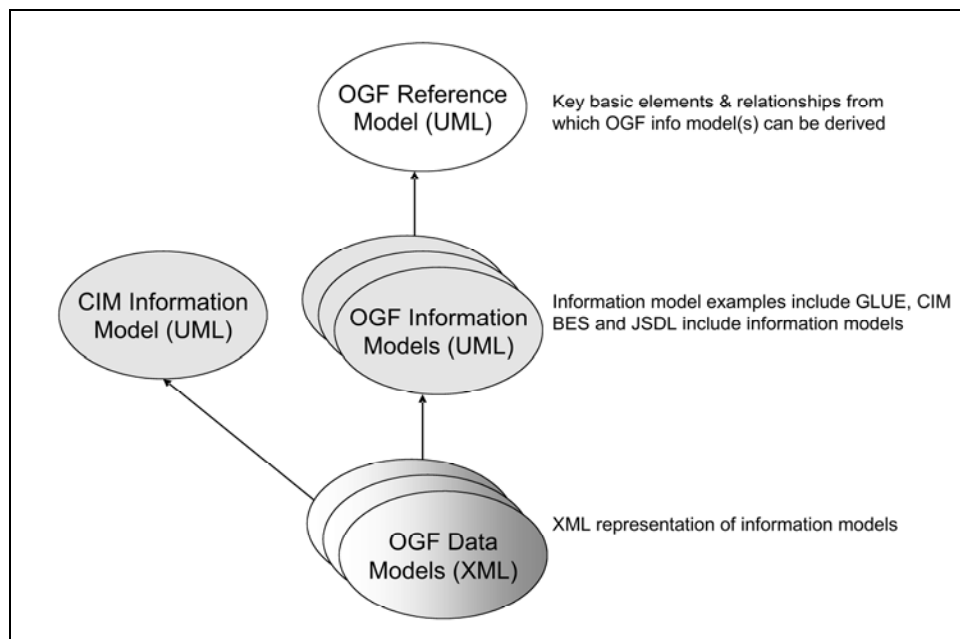 OGF Reference
Model (UML)
Key basic elements & relationships from
which OGF info model(s) can be derived
CIM Information
Model (UML)
OGF Information
Models (UML)
Information model examples include GLUE, CIM
BES and JSDL include information models
OGF Data
Models (XML)
XML representation of information models